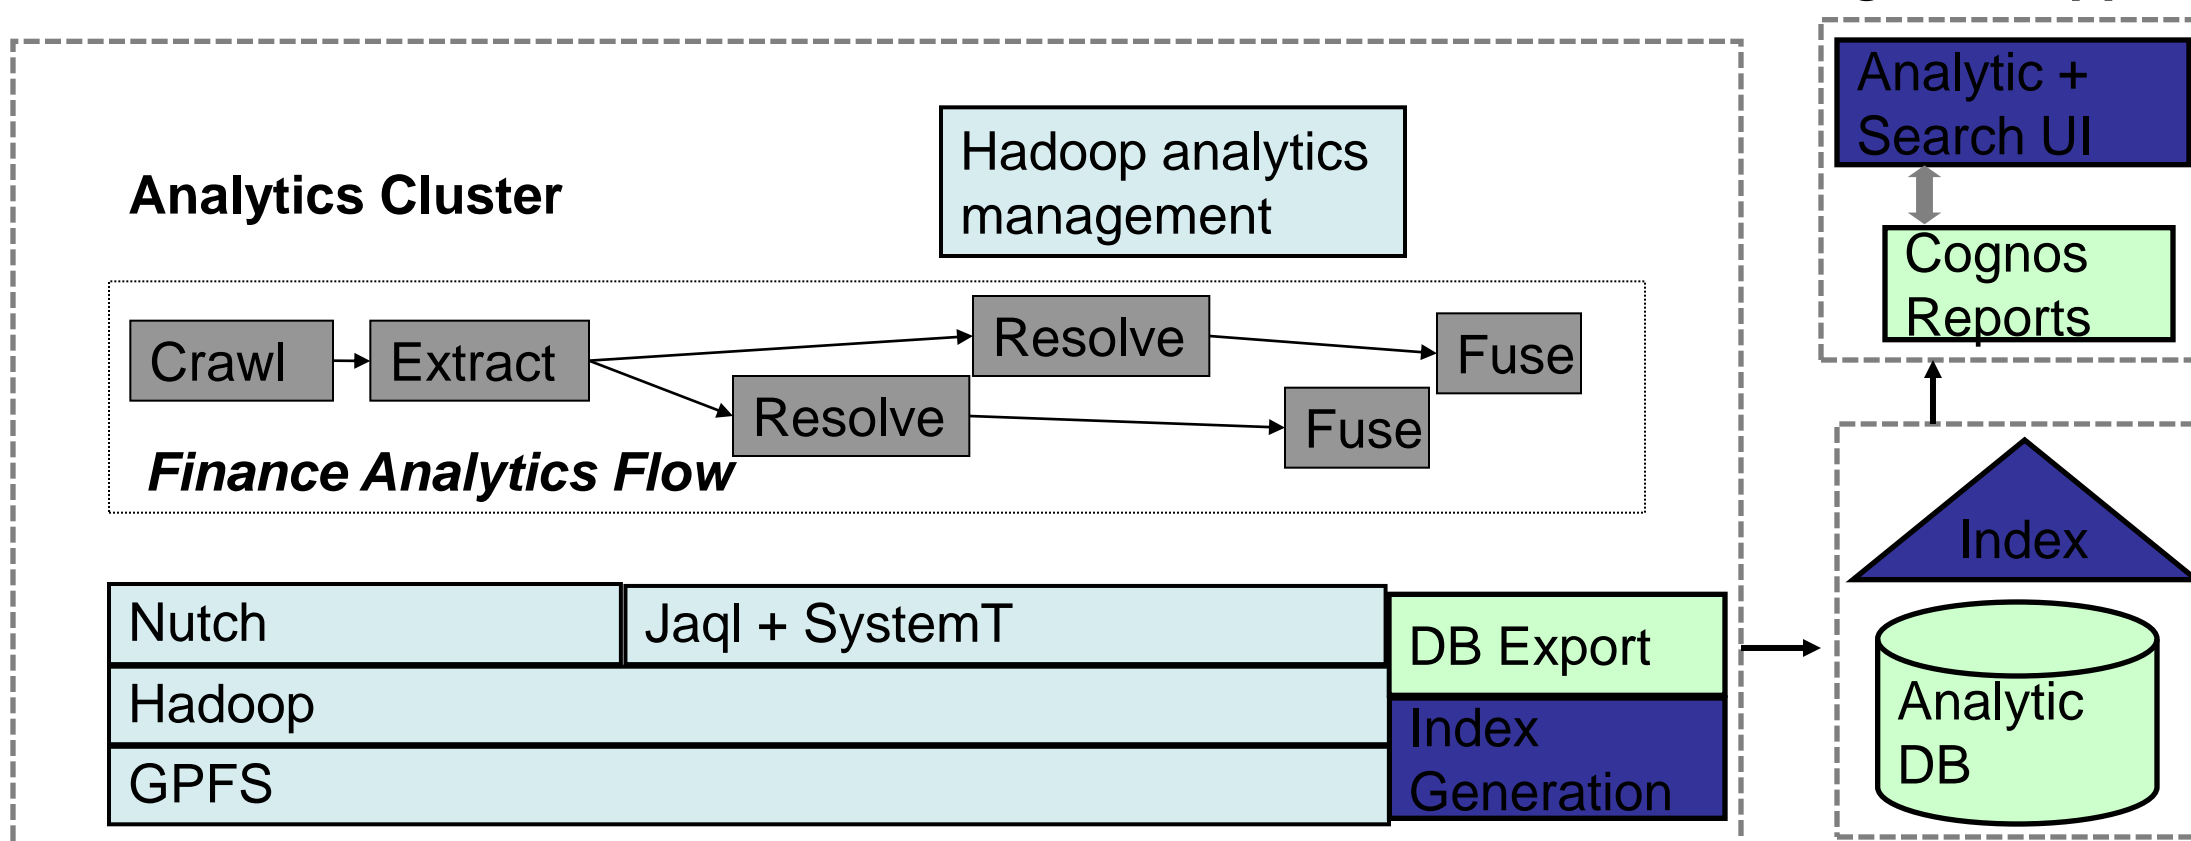 Analytic +
Search UI
Hadoop analytics
management
Analytics Cluster
Cognos
Reports
Crawl
Extract
Resolve
Fuse
Resolve
Fuse
Finance Analytics Flow
Index
Nutch
Jaql + SystemT
DB Export
Hadoop
Index
Generation
GPFS
Analytic
DB